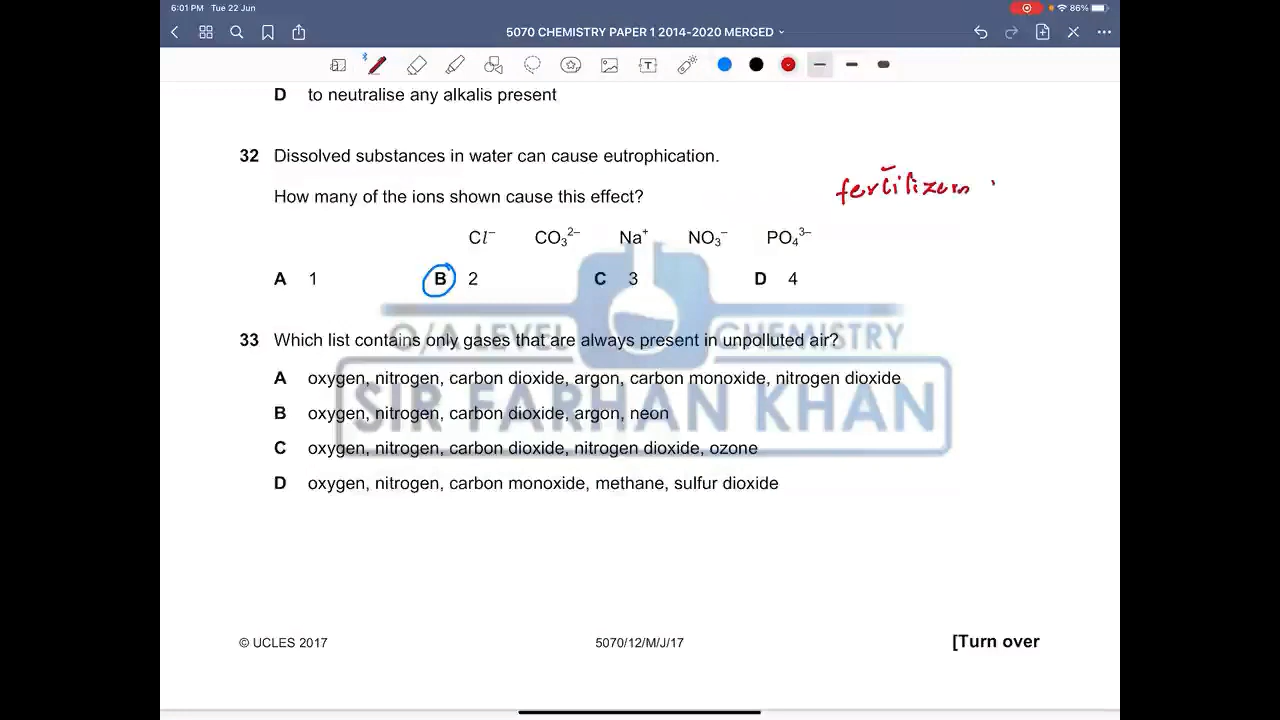 6:01 PM Tue 22 Jun
86%
5070 CHEMISTRY PAPER 1 2014-2020 MERGED
D to neutralise any alkalis present
32 Dissolved substances in water can cause eutrophication.
How many of the ions shown cause this effect?
fertilizers
Cl⁻ CO₃²⁻ Na⁺ NO₃⁻ PO₄³⁻
A 1 B 2 C 3 D 4
O/A LEVEL CHEMISTRY
33 Which list contains only gases that are always present in unpolluted air?
A oxygen, nitrogen, carbon dioxide, argon, carbon monoxide, nitrogen dioxide
SIR FARHAN KHAN
B oxygen, nitrogen, carbon dioxide, argon, neon
C oxygen, nitrogen, carbon dioxide, nitrogen dioxide, ozone
D oxygen, nitrogen, carbon monoxide, methane, sulfur dioxide
© UCLES 2017 5070/12/M/J/17 [Turn over